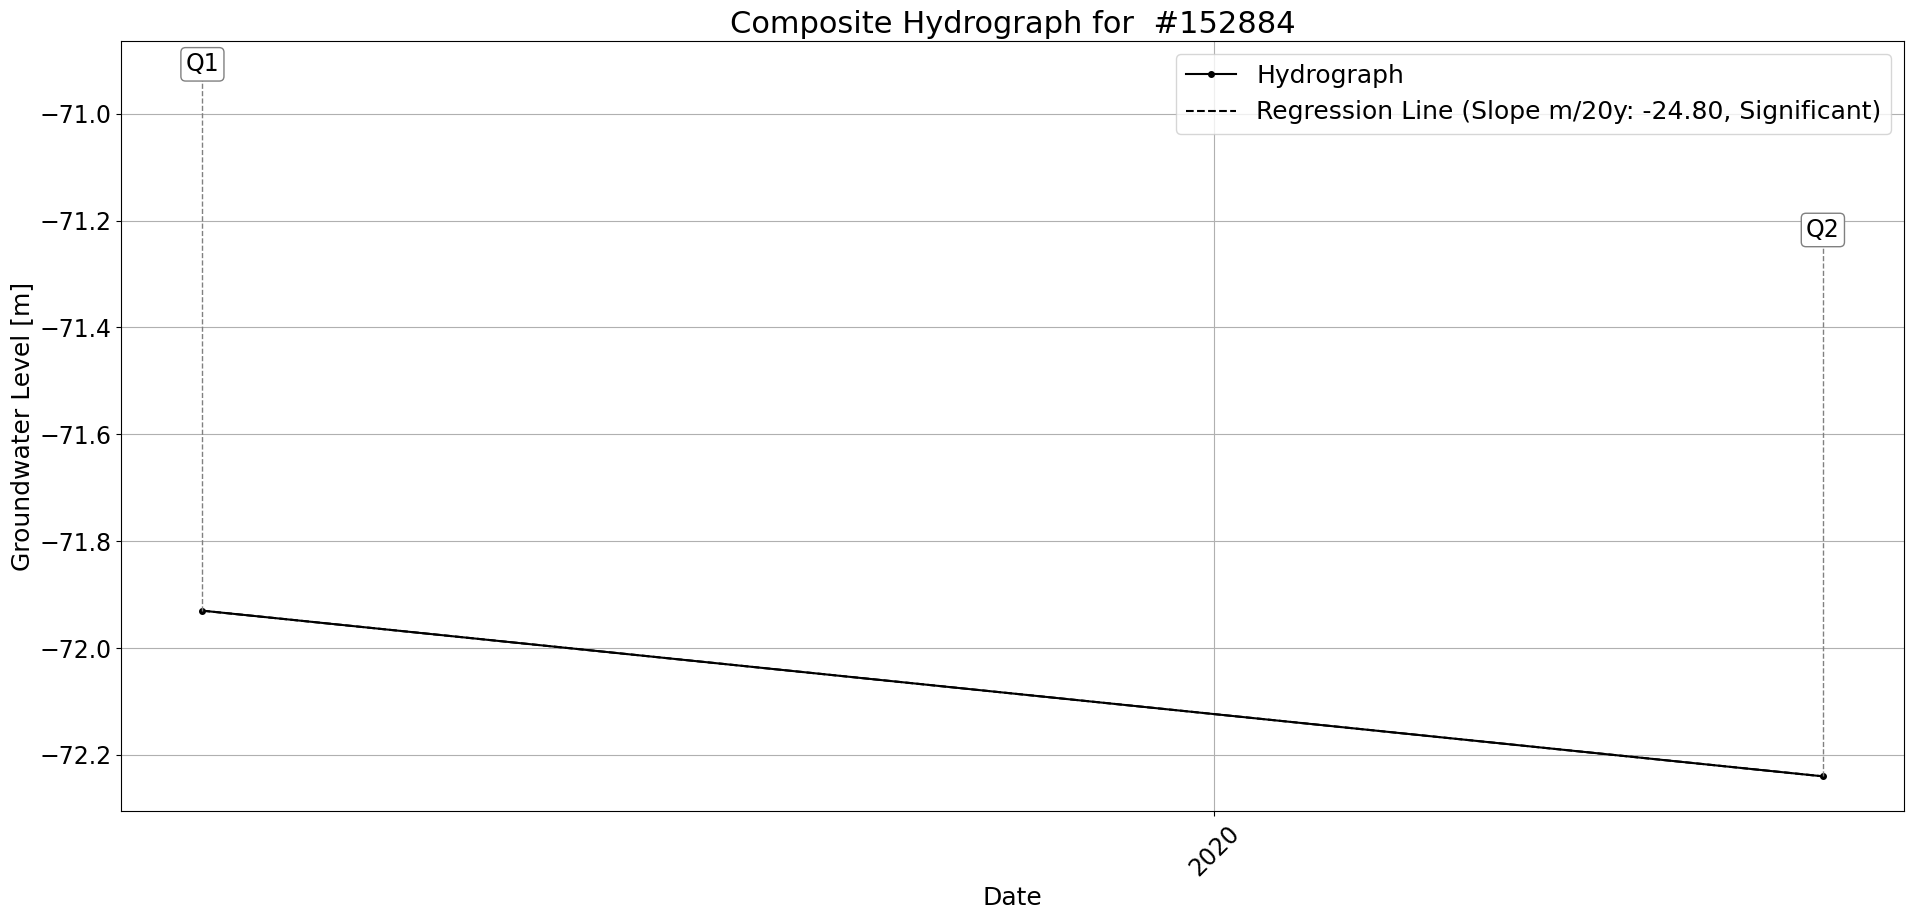 Composite Hydrograph for  #152884
Q1
Hydrograph
Regression Line (Slope m/20y: -24.80, Significant)
Q2
−71.0
−71.2
−71.4
−71.6
−71.8
−72.0
−72.2
Groundwater Level [m]
2020
Date